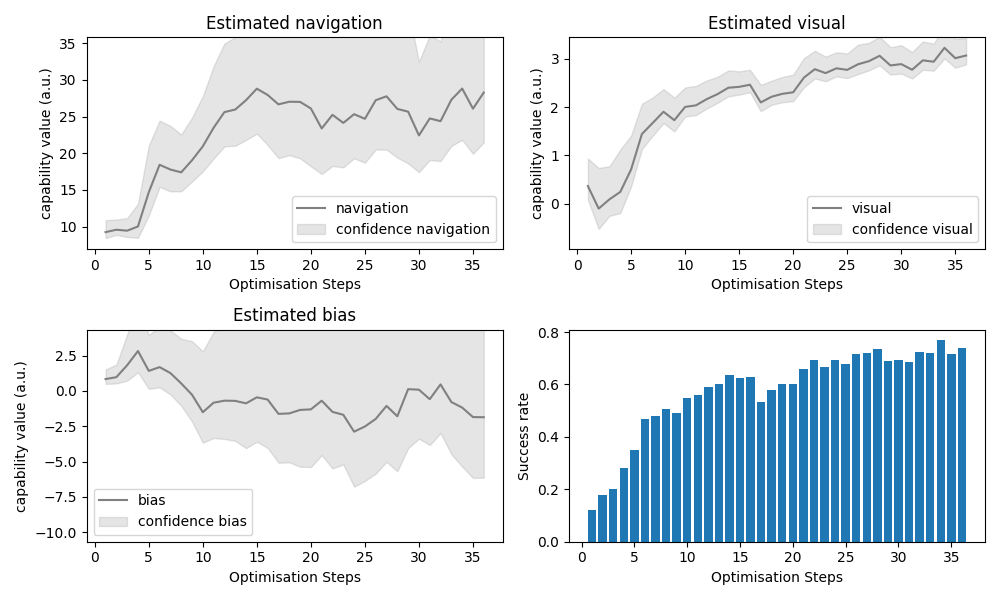 Estimated navigation
capability value (a.u.)
35
30
25
20
15
10
navigation
confidence navigation
0 5 10 15 20 25 30 35
Optimisation Steps
Estimated visual
capability value (a.u.)
3
2
1
0
visual
confidence visual
0 5 10 15 20 25 30 35
Optimisation Steps
Estimated bias
capability value (a.u.)
2.5
0.0
−2.5
−5.0
−7.5
−10.0
bias
confidence bias
0 5 10 15 20 25 30 35
Optimisation Steps
Success rate
0.8
0.6
0.4
0.2
0.0
0 5 10 15 20 25 30 35
Optimisation Steps